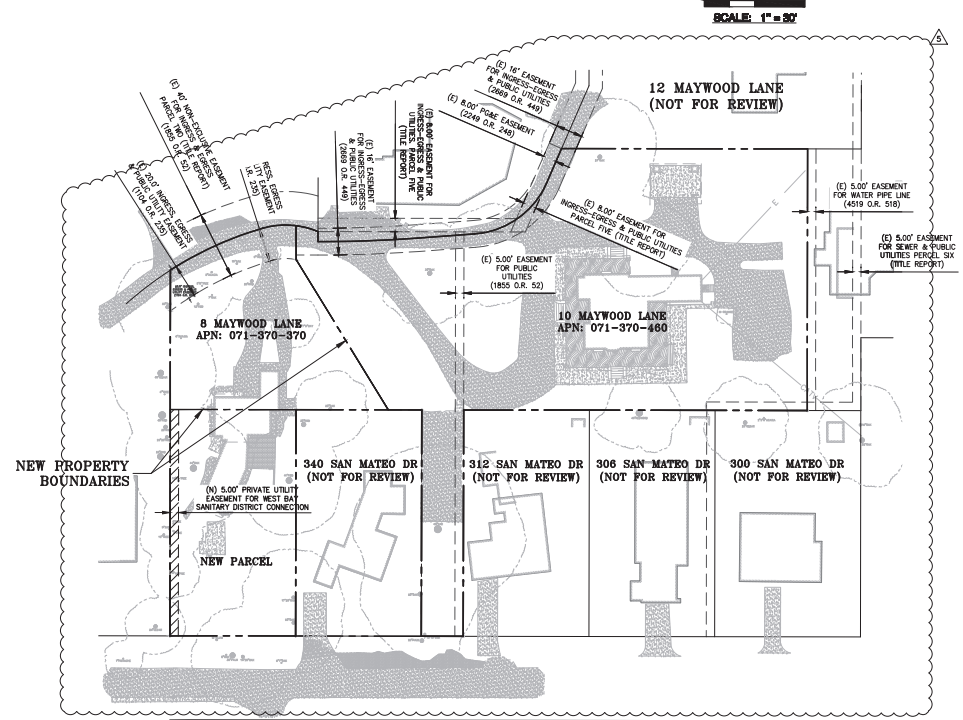 SCALE: 1" = 30'
5
12 MAYWOOD LANE
(NOT FOR REVIEW)
(E) 16' EASEMENT
FOR INGRESS-EGRESS
& PUBLIC UTILITIES
(2669 O.R. 449)
(E) 8.00' PG&E EASEMENT
(2249 O.R. 248)
(E) 40' NON-EXCLUSIVE EASEMENT
FOR INGRESS & EGRESS
PARCEL TWO (TITLE REPORT)
(1855 O.R. 52)
(E) 20.0' INGRESS, EGRESS
& PUBLIC UTILITY EASEMENT
(1104 O.R. 235)
RESS, EGRESS
ITY EASEMENT
.R. 235)
(E) 16' EASEMENT
FOR INGRESS-EGRESS
& PUBLIC UTILITIES
(2669 O.R. 449)
(E) 8.00' EASEMENT FOR
INGRESS-EGRESS & PUBLIC
UTILITIES, PARCEL FIVE
(TITLE REPORT)
(E) 8.00' EASEMENT FOR
INGRESS-EGRESS & PUBLIC UTILITIES
PARCEL FIVE (TITLE REPORT)
(E) 5.00' EASEMENT
FOR WATER PIPE LINE
(4519 O.R. 518)
(E) 5.00' EASEMENT
FOR SEWER & PUBLIC
UTILITIES PERCEL SIX
(TITLE REPORT)
(E) 5.00' EASEMENT
FOR PUBLIC
UTILITIES
(1855 O.R. 52)
8 MAYWOOD LANE
APN: 071-370-370
10 MAYWOOD LANE
APN: 071-370-460
NEW PROPERTY
BOUNDARIES
340 SAN MATEO DR
(NOT FOR REVIEW)
312 SAN MATEO DR
(NOT FOR REVIEW)
306 SAN MATEO DR
(NOT FOR REVIEW)
300 SAN MATEO DR
(NOT FOR REVIEW)
(N) 5.00' PRIVATE UTILITY
EASEMENT FOR WEST BAY
SANITARY DISTRICT CONNECTION
NEW PARCEL